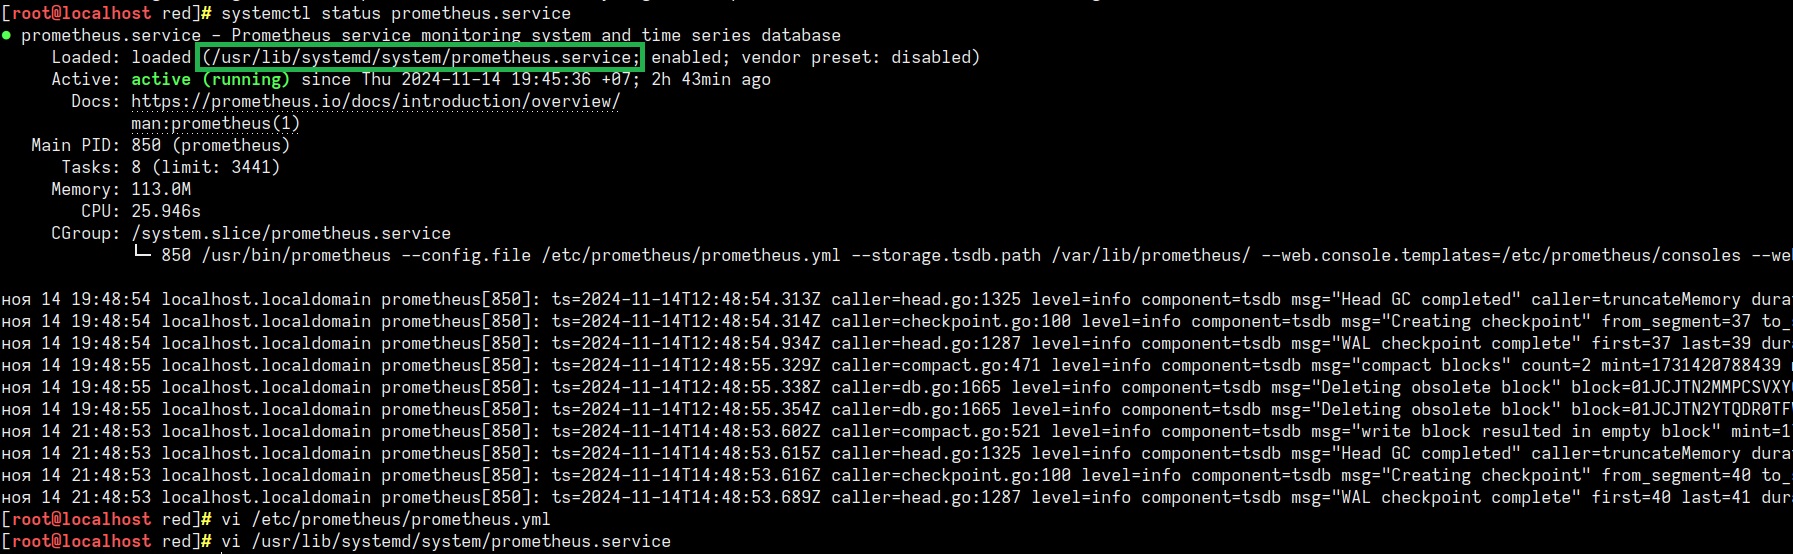 [root@localhost red]# systemctl status prometheus.service
● prometheus.service - Prometheus service monitoring system and time series database
Loaded: loaded (/usr/lib/systemd/system/prometheus.service; enabled; vendor preset: disabled)
Active: active (running) since Thu 2024-11-14 19:45:36 +07; 2h 43min ago
Docs: https://prometheus.io/docs/introduction/overview/
man:prometheus(1)
Main PID: 850 (prometheus)
Tasks: 8 (limit: 3441)
Memory: 113.0M
CPU: 25.946s
CGroup: /system.slice/prometheus.service
└─ 850 /usr/bin/prometheus --config.file /etc/prometheus/prometheus.yml --storage.tsdb.path /var/lib/prometheus/ --web.console.templates=/etc/prometheus/consoles --we
ноя 14 19:48:54 localhost.localdomain prometheus[850]: ts=2024-11-14T12:48:54.313Z caller=head.go:1325 level=info component=tsdb msg="Head GC completed" caller=truncateMemory dura
ноя 14 19:48:54 localhost.localdomain prometheus[850]: ts=2024-11-14T12:48:54.314Z caller=checkpoint.go:100 level=info component=tsdb msg="Creating checkpoint" from_segment=37 to_
ноя 14 19:48:54 localhost.localdomain prometheus[850]: ts=2024-11-14T12:48:54.934Z caller=head.go:1287 level=info component=tsdb msg="WAL checkpoint complete" first=37 last=39 dur
ноя 14 19:48:55 localhost.localdomain prometheus[850]: ts=2024-11-14T12:48:55.329Z caller=compact.go:471 level=info component=tsdb msg="compact blocks" count=2 mint=1731420788439
ноя 14 19:48:55 localhost.localdomain prometheus[850]: ts=2024-11-14T12:48:55.338Z caller=db.go:1665 level=info component=tsdb msg="Deleting obsolete block" block=01JCJTN2MMPCSVXY
ноя 14 19:48:55 localhost.localdomain prometheus[850]: ts=2024-11-14T12:48:55.354Z caller=db.go:1665 level=info component=tsdb msg="Deleting obsolete block" block=01JCJTN2YTQDR0TF
ноя 14 21:48:53 localhost.localdomain prometheus[850]: ts=2024-11-14T14:48:53.602Z caller=compact.go:521 level=info component=tsdb msg="write block resulted in empty block" mint=1
ноя 14 21:48:53 localhost.localdomain prometheus[850]: ts=2024-11-14T14:48:53.615Z caller=head.go:1325 level=info component=tsdb msg="Head GC completed" caller=truncateMemory dura
ноя 14 21:48:53 localhost.localdomain prometheus[850]: ts=2024-11-14T14:48:53.616Z caller=checkpoint.go:100 level=info component=tsdb msg="Creating checkpoint" from_segment=40 to_
ноя 14 21:48:53 localhost.localdomain prometheus[850]: ts=2024-11-14T14:48:53.689Z caller=head.go:1287 level=info component=tsdb msg="WAL checkpoint complete" first=40 last=41 dur
[root@localhost red]# vi /etc/prometheus/prometheus.yml
[root@localhost red]# vi /usr/lib/systemd/system/prometheus.service